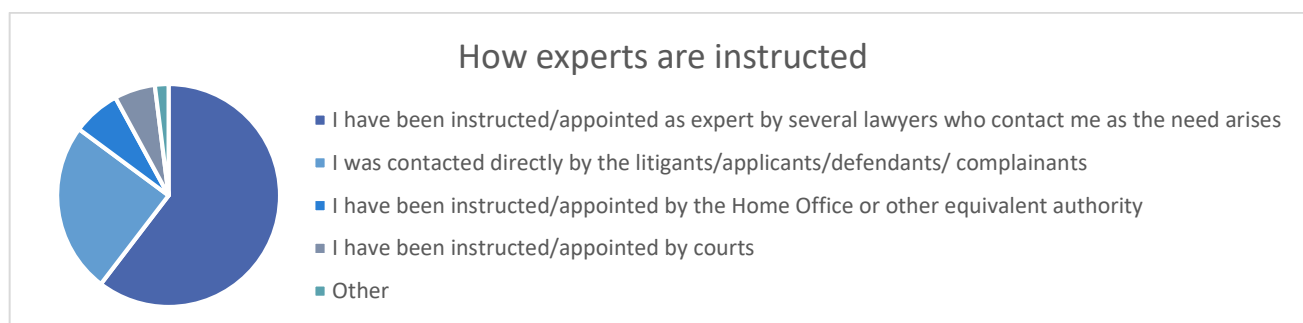 How experts are instructed
I have been instructed/appointed as expert by several lawyers who contact me as the need arises
I was contacted directly by the litigants/applicants/defendants/ complainants
I have been instructed/appointed by the Home Office or other equivalent authority
I have been instructed/appointed by courts
Other